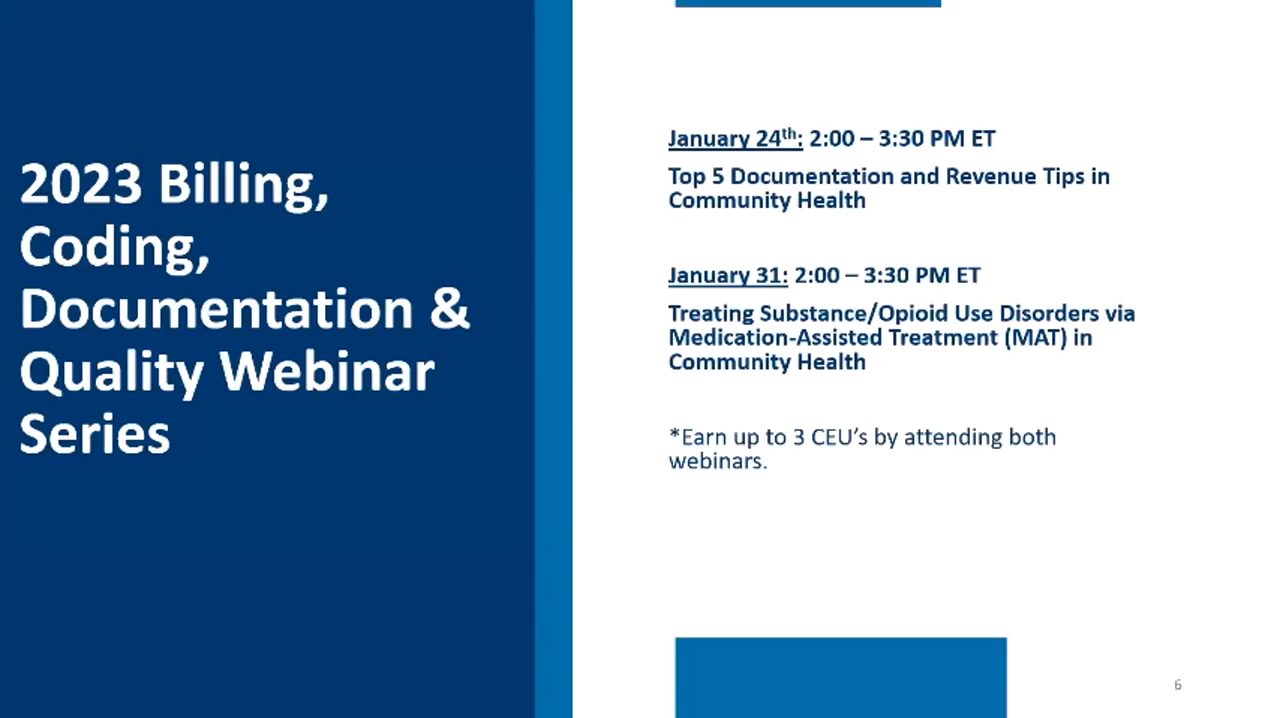 2023 Billing,
Coding,
Documentation &
Quality Webinar
Series
January 24th: 2:00 – 3:30 PM ET
Top 5 Documentation and Revenue Tips in
Community Health
January 31: 2:00 – 3:30 PM ET
Treating Substance/Opioid Use Disorders via
Medication-Assisted Treatment (MAT) in
Community Health
*Earn up to 3 CEU’s by attending both
webinars.
6